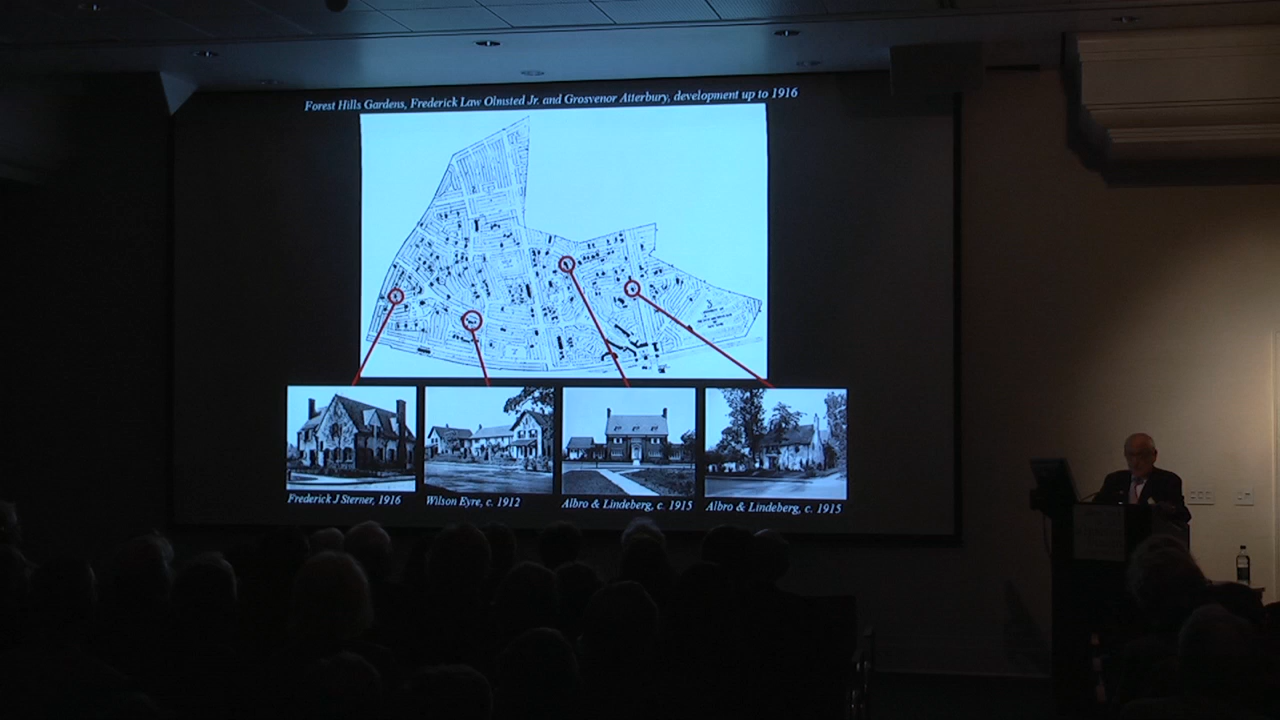 Forest Hills Gardens, Frederick Law Olmsted Jr. and Grosvenor Atterbury, development up to 1916
Frederick J Sterner, 1916
Wilson Eyre, c. 1912
Albro & Lindeberg, c. 1915
Albro & Lindeberg, c. 1915